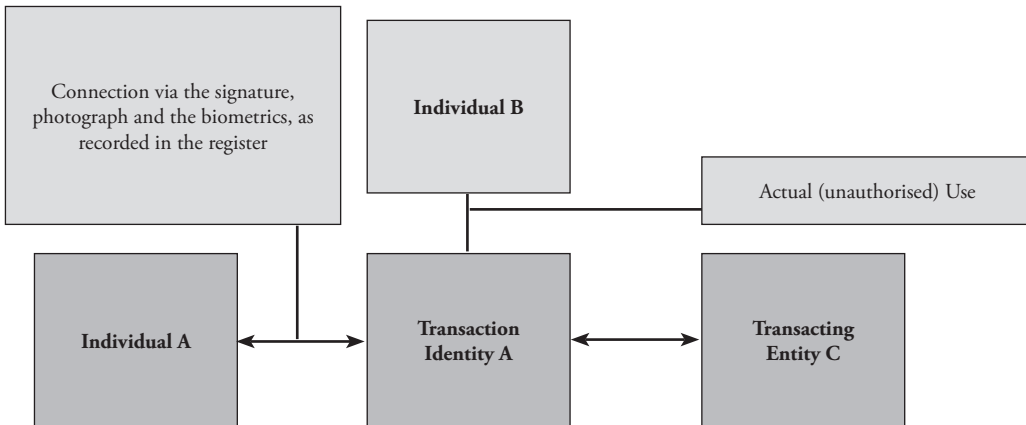 Connection via the signature,
photograph and the biometrics, as
recorded in the register
Individual B
Actual (unauthorised) Use
Individual A
Transaction
Identity A
Transacting
Entity C